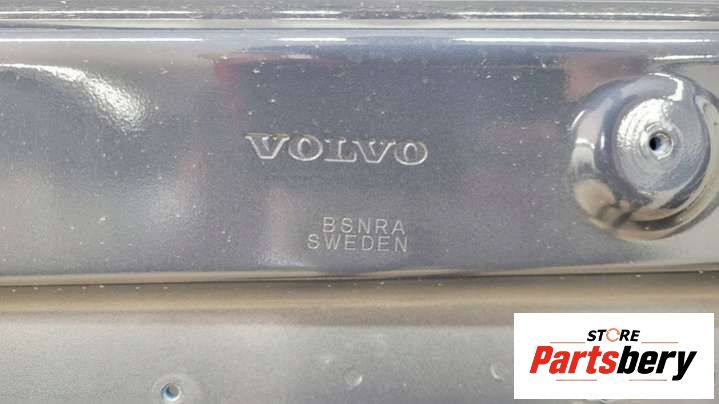 VOLVO
BSNRA
SWEDEN
STORE
Partsbery